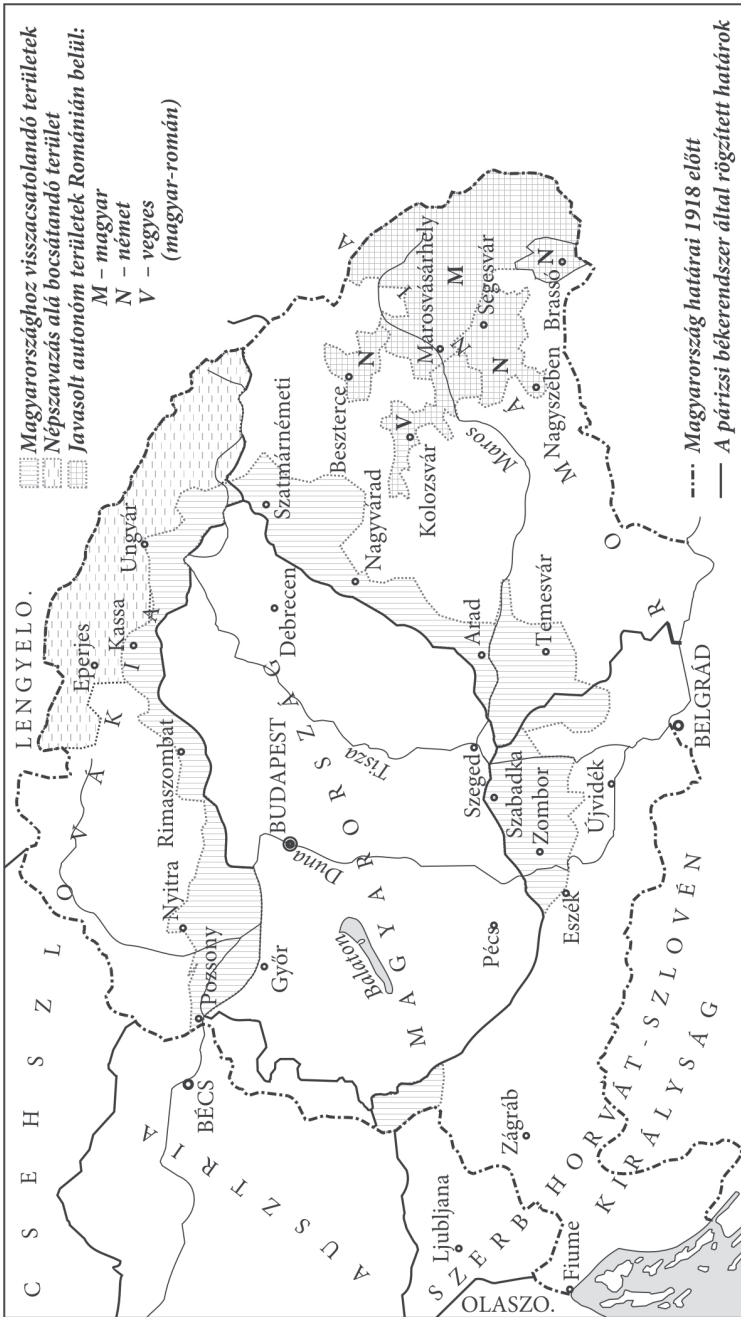 Magyarországhoz visszacsatolandó területek
Népszavazás alá bocsátandó terület
Javasolt autonóm területek Románián belül:
M – magyar
N – német
V – vegyes
(magyar-román)
LENGYELO.
CSEHSZLOVÁKIA
Eperjes
Kassa
Ungvár
Rimaszombat
Nyitra
Pozsony
BÉCS
AUSZTRIA
Győr
BUDAPEST
Duna
Tisza
Debrecen
Szatmárnémeti
Nagyvárad
Beszterce
N
Kolozsvár
V
Marosvásárhely
M
Segesvár
N
Nagyszeben
Brassó
N
Maros
ROMÁNIA
MAGYARORSZÁG
Balaton
Pécs
Szeged
Arad
Temesvár
Szabadka
Zombor
Újvidék
Eszék
BELGRÁD
Zágráb
Ljubljana
Fiume
OLASZO.
SZERB-HORVÁT-SZLOVÉN
KIRÁLYSÁG
Magyarország határai 1918 előtt
A párizsi békerendszer által rögzített határok